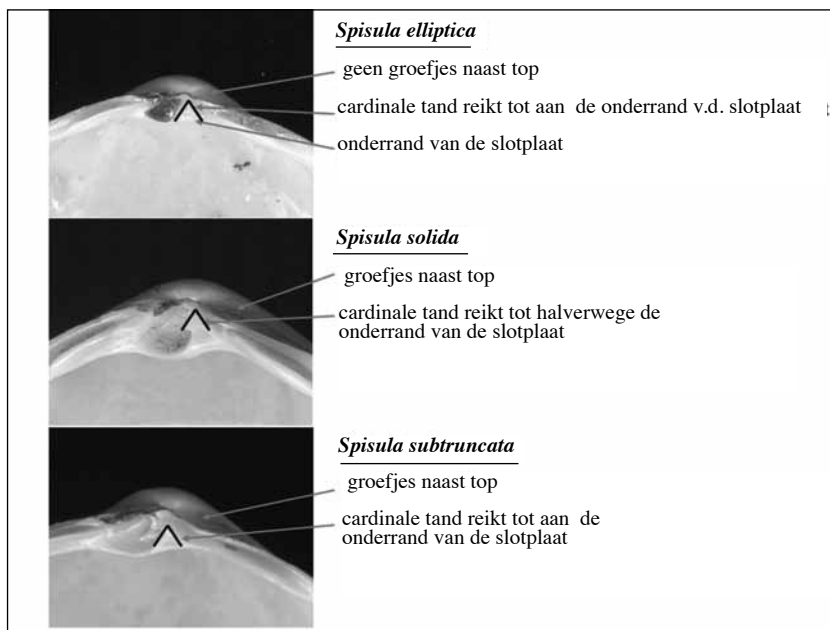 Spisula elliptica
geen groefjes naast top
cardinale tand reikt tot aan de onderrand v.d. slotplaat
onderrand van de slotplaat
Spisula solida
groefjes naast top
cardinale tand reikt tot halverwege de
onderrand van de slotplaat
Spisula subtruncata
groefjes naast top
cardinale tand reikt tot aan de
onderrand van de slotplaat